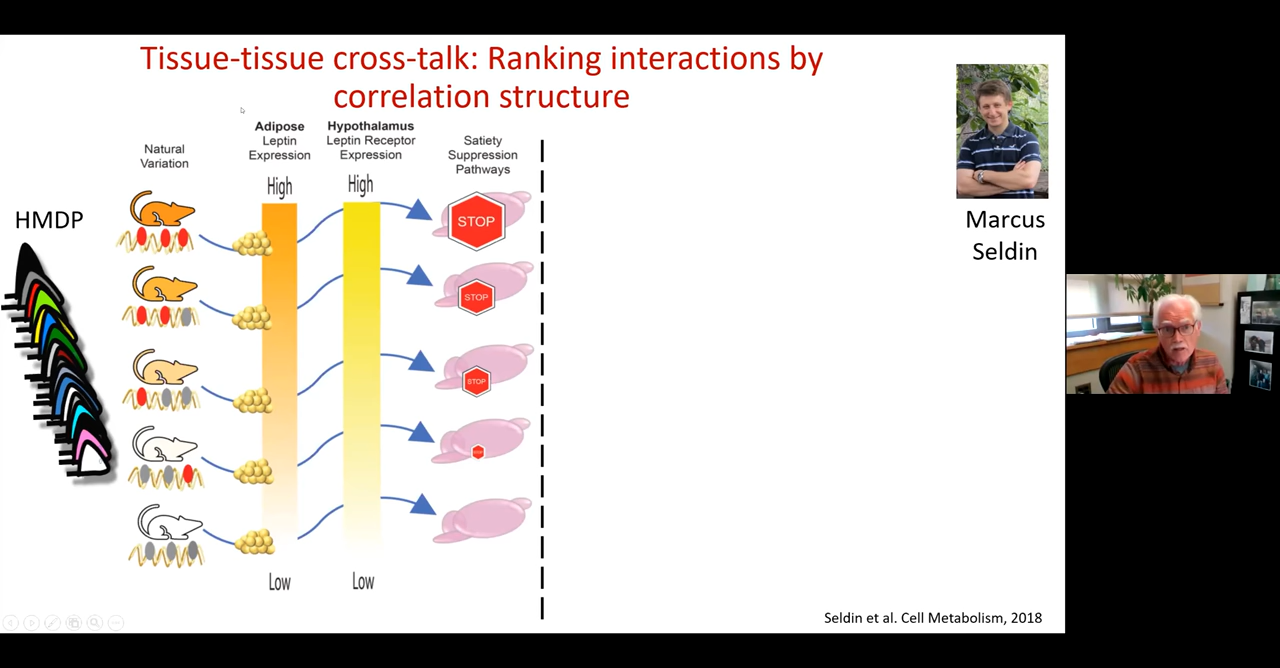 Tissue-tissue cross-talk: Ranking interactions by
correlation structure
Natural
Variation
Adipose
Leptin
Expression
Hypothalamus
Leptin Receptor
Expression
Satiety
Suppression
Pathways
High
High
HMDP
STOP
STOP
STOP
Low
Low
Marcus
Seldin
Seldin et al. Cell Metabolism, 2018